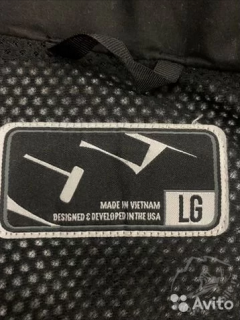 MADE IN VIETNAM
DESIGNED & DEVELOPED IN THE USA
LG
Avito